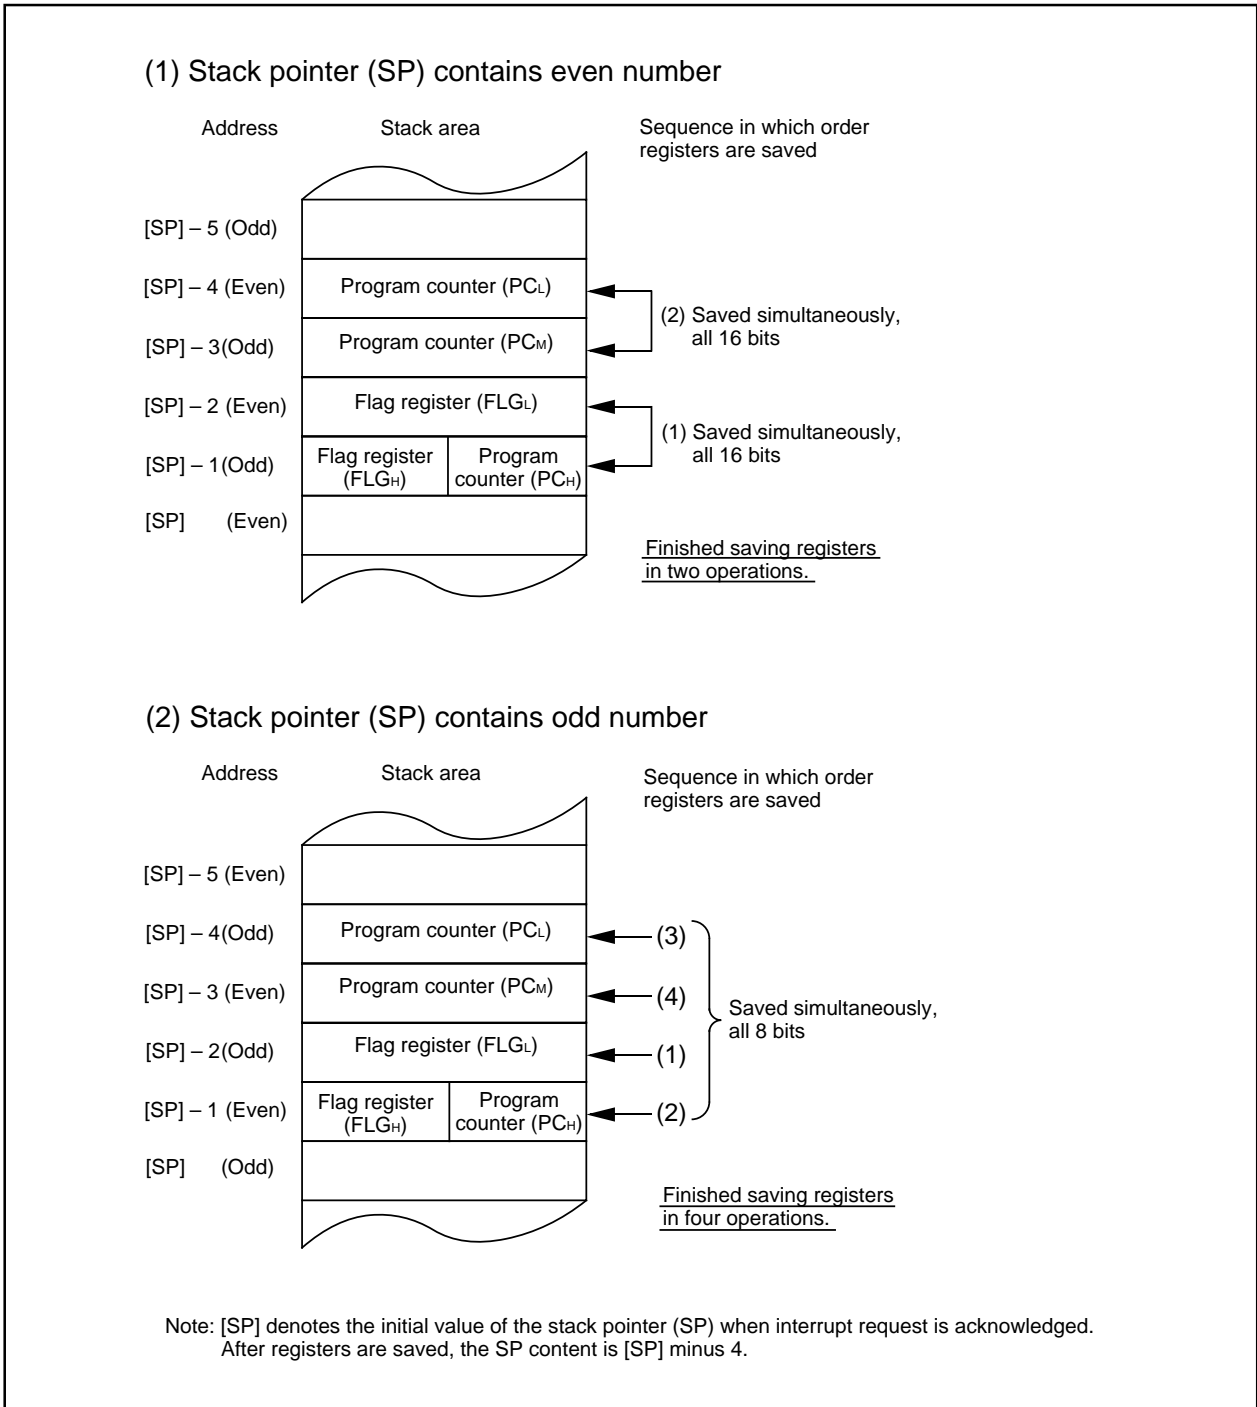 (1) Stack pointer (SP) contains even number
Address Stack area Sequence in which order
registers are saved
[SP] – 5 (Odd)
[SP] – 4 (Even) Program counter (PCL)
(2) Saved simultaneously,
all 16 bits
[SP] – 3(Odd) Program counter (PCM)
[SP] – 2 (Even) Flag register (FLGL)
(1) Saved simultaneously,
all 16 bits
[SP] – 1(Odd) Flag register (FLGH) Program counter (PCH)
[SP] (Even)
Finished saving registers
in two operations.
(2) Stack pointer (SP) contains odd number
Address Stack area Sequence in which order
registers are saved
[SP] – 5 (Even)
[SP] – 4(Odd) Program counter (PCL) (3)
[SP] – 3 (Even) Program counter (PCM) (4)
Saved simultaneously,
all 8 bits
[SP] – 2(Odd) Flag register (FLGL) (1)
[SP] – 1 (Even) Flag register (FLGH) Program counter (PCH) (2)
[SP] (Odd)
Finished saving registers
in four operations.
Note: [SP] denotes the initial value of the stack pointer (SP) when interrupt request is acknowledged.
After registers are saved, the SP content is [SP] minus 4.